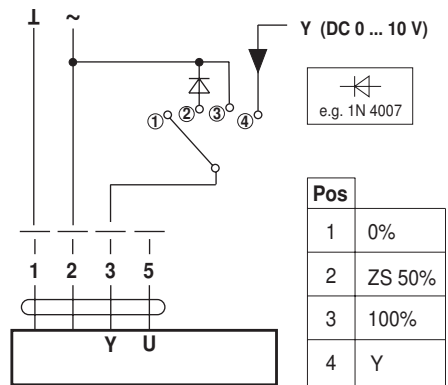 ⊥ ~
Y (DC 0 ... 10 V)
① ② ③ ④
e.g. 1N 4007
Pos
1 0%
2 ZS 50%
3 100%
4 Y
1 2 3 5
Y U